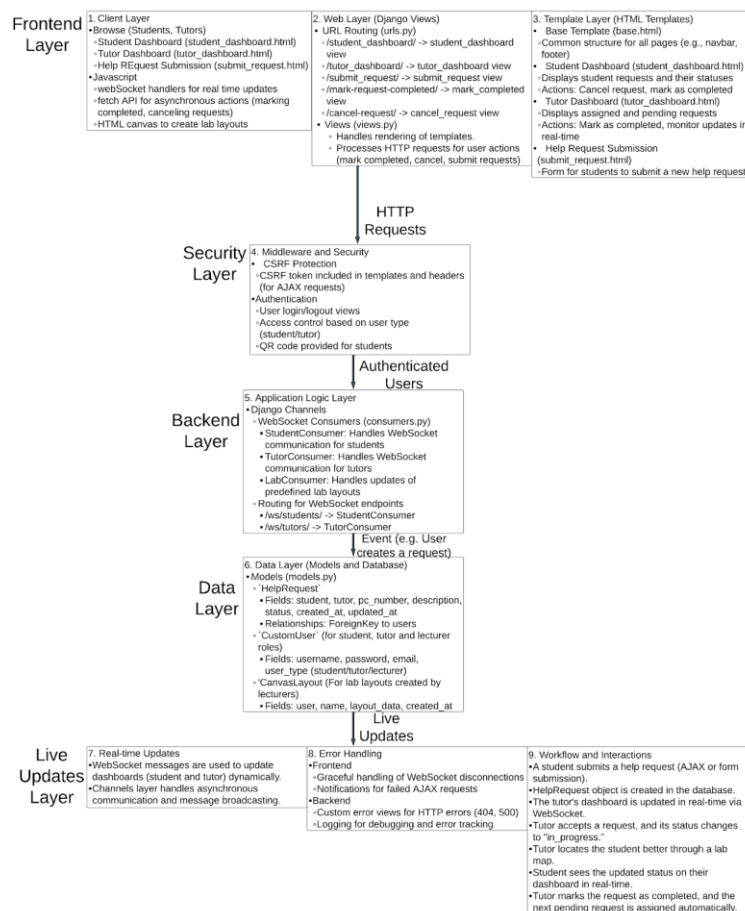 Frontend
Layer
1. Client Layer
•Browse (Students, Tutors)
◦Student Dashboard (student_dashboard.html)
◦Tutor Dashboard (tutor_dashboard.html)
◦Help REquest Submission (submit_request.html)
•Javascript
◦webSocket handlers for real time updates
◦fetch API for asynchronous actions (marking
completed, canceling requests)
◦HTML canvas to create lab layouts
2. Web Layer (Django Views)
• URL Routing (urls.py)
◦/student_dashboard/ -> student_dashboard
view
◦/tutor_dashboard/ -> tutor_dashboard view
◦/submit_request/ -> submit_request view
◦/mark-request-completed/ -> mark_completed
view
◦/cancel-request/ -> cancel_request view
• Views (views.py)
◦ Handles rendering of templates.
◦ Processes HTTP requests for user actions
(mark completed, cancel, submit requests)
3. Template Layer (HTML Templates)
• Base Template (base.html)
◦Common structure for all pages (e.g., navbar,
footer)
• Student Dashboard (student_dashboard.html)
◦Displays student requests and their statuses
◦Actions: Cancel request, mark as completed
• Tutor Dashboard (tutor_dashboard.html)
◦Displays assigned and pending requests
◦Actions: Mark as completed, monitor updates in
real-time
• Help Request Submission
(submit_request.html)
◦Form for students to submit a new help request
HTTP
Requests
Security
Layer
4. Middleware and Security
• CSRF Protection
◦CSRF token included in templates and headers
(for AJAX requests)
•Authentication
◦User login/logout views
◦Access control based on user type
(student/tutor)
◦QR code provided for students
Authenticated
Users
Backend
Layer
5. Application Logic Layer
•Django Channels
◦WebSocket Consumers (consumers.py)
▪StudentConsumer: Handles WebSocket
communication for students
▪TutorConsumer: Handles WebSocket
communication for tutors
▪LabConsumer: Handles updates of
predefined lab layouts
◦Routing for WebSocket endpoints
▪/ws/students/ -> StudentConsumer
▪/ws/tutors/ -> TutorConsumer
Event (e.g. User
creates a request)
Data
Layer
6. Data Layer (Models and Database)
•Models (models.py)
◦`HelpRequest`
▪Fields: student, tutor, pc_number, description,
status, created_at, updated_at
▪Relationships: ForeignKey to users
◦`CustomUser` (for student, tutor and lecturer
roles)
▪Fields: username, password, email,
user_type (student/tutor/lecturer)
◦'CanvasLayout (For lab layouts created by
lecturers)
▪Fields: user, name, layout_data, created_at
Live
Updates
Live
Updates
Layer
7. Real-time Updates
•WebSocket messages are used to update
dashboards (student and tutor) dynamically.
•Channels layer handles asynchronous
communication and message broadcasting.
8. Error Handling
•Frontend
◦Graceful handling of WebSocket disconnections
◦Notifications for failed AJAX requests
•Backend
◦Custom error views for HTTP errors (404, 500)
◦Logging for debugging and error tracking
9. Workflow and Interactions
•A student submits a help request (AJAX or form
submission).
•HelpRequest object is created in the database.
•The tutor's dashboard is updated in real-time via
WebSocket.
•Tutor accepts a request, and its status changes
to "in_progress."
•Tutor locates the student better through a lab
map.
•Student sees the updated status on their
dashboard in real-time.
•Tutor marks the request as completed, and the
next pending request is assigned automatically.